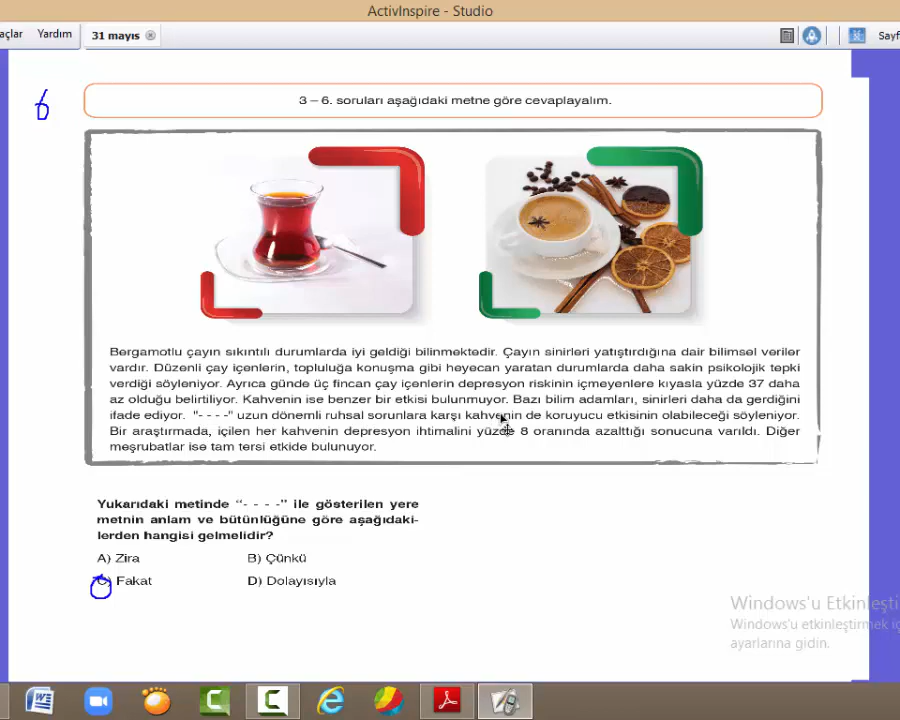 ActivInspire - Studio
açlar Yardım 31 mayıs Sayf
6
3 – 6. soruları aşağıdaki metne göre cevaplayalım.
Bergamotlu çayın sıkıntılı durumlarda iyi geldiği bilinmektedir. Çayın sinirleri yatıştırdığına dair bilimsel veriler
vardır. Düzenli çay içenlerin, topluluğa konuşma gibi heyecan yaratan durumlarda daha sakin psikolojik tepki
verdiği söyleniyor. Ayrıca günde üç fincan çay içenlerin depresyon riskinin içmeyenlere kıyasla yüzde 37 daha
az olduğu belirtiliyor. Kahvenin ise benzer bir etkisi bulunmuyor. Bazı bilim adamları, sinirleri daha da gerdiğini
ifade ediyor. "- - - -" uzun dönemli ruhsal sorunlara karşı kahvenin de koruyucu etkisinin olabileceği söyleniyor.
Bir araştırmada, içilen her kahvenin depresyon ihtimalini yüzde 8 oranında azalttığı sonucuna varıldı. Diğer
meşrubatlar ise tam tersi etkide bulunuyor.
Yukarıdaki metinde “- - - -” ile gösterilen yere
metnin anlam ve bütünlüğüne göre aşağıdaki-
lerden hangisi gelmelidir?
A) Zira B) Çünkü
C) Fakat D) Dolayısıyla
Windows'u Etkinleşti
Windows'u etkinleştirmek iç
ayarlarına gidin.